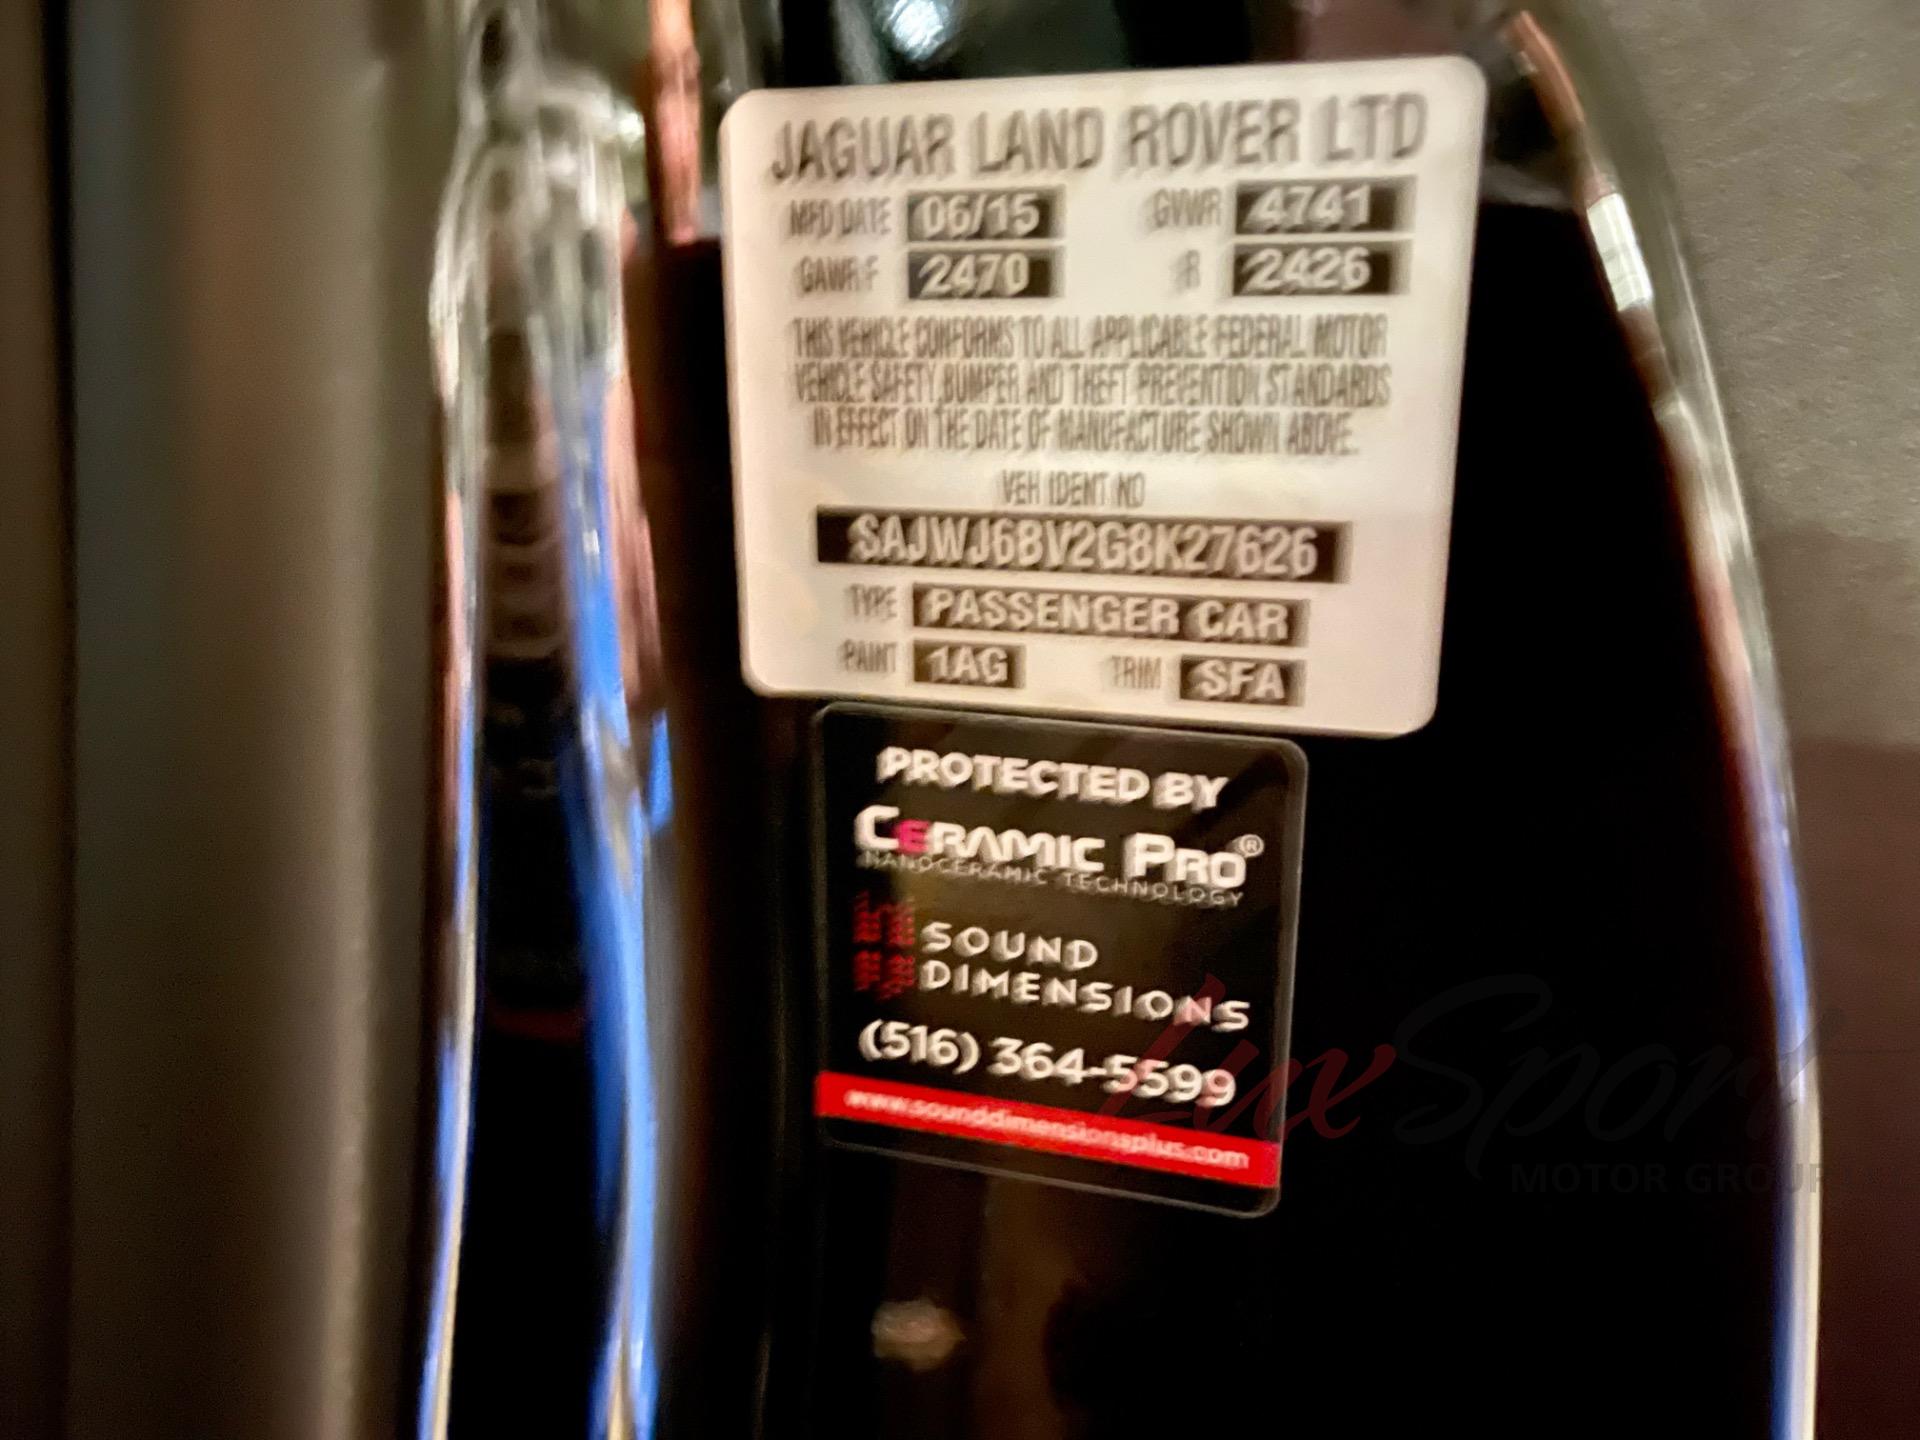 JAGUAR LAND ROVER LTD
MFD DATE 06/15 GVWR 4741
GAWR F 2470 R 2426
THIS VEHICLE CONFORMS TO ALL APPLICABLE FEDERAL MOTOR
VEHICLE SAFETY, BUMPER AND THEFT PREVENTION STANDARDS
IN EFFECT ON THE DATE OF MANUFACTURE SHOWN ABOVE.
VEH IDENT NO
SAJWJ6BV2G8K27626
TYPE PASSENGER CAR
PAINT 1AG TRIM SFA
PROTECTED BY
CERAMIC PRO®
NANOCERAMIC TECHNOLOGY
SOUND
DIMENSIONS
(516) 364-5599
www.sounddimensionsplus.com
LuxSport
MOTOR GROUP